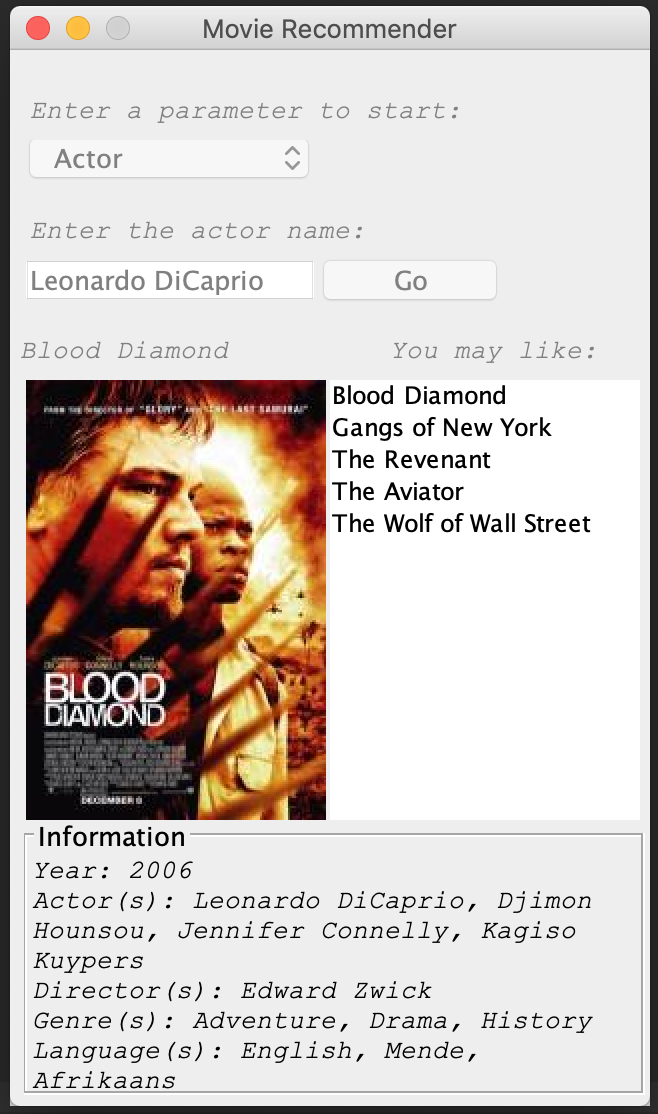 Movie Recommender
Enter a parameter to start:
Actor
Enter the actor name:
Leonardo DiCaprio
Go
Blood Diamond
You may like:
FROM THE DIRECTOR OF "GLORY" AND "THE LAST SAMURAI"
DICAPRIO CONNELLY HOUNSOU
BLOOD
DIAMOND
DECEMBER 8
Blood Diamond
Gangs of New York
The Revenant
The Aviator
The Wolf of Wall Street
Information
Year: 2006
Actor(s): Leonardo DiCaprio, Djimon
Hounsou, Jennifer Connelly, Kagiso
Kuypers
Director(s): Edward Zwick
Genre(s): Adventure, Drama, History
Language(s): English, Mende,
Afrikaans